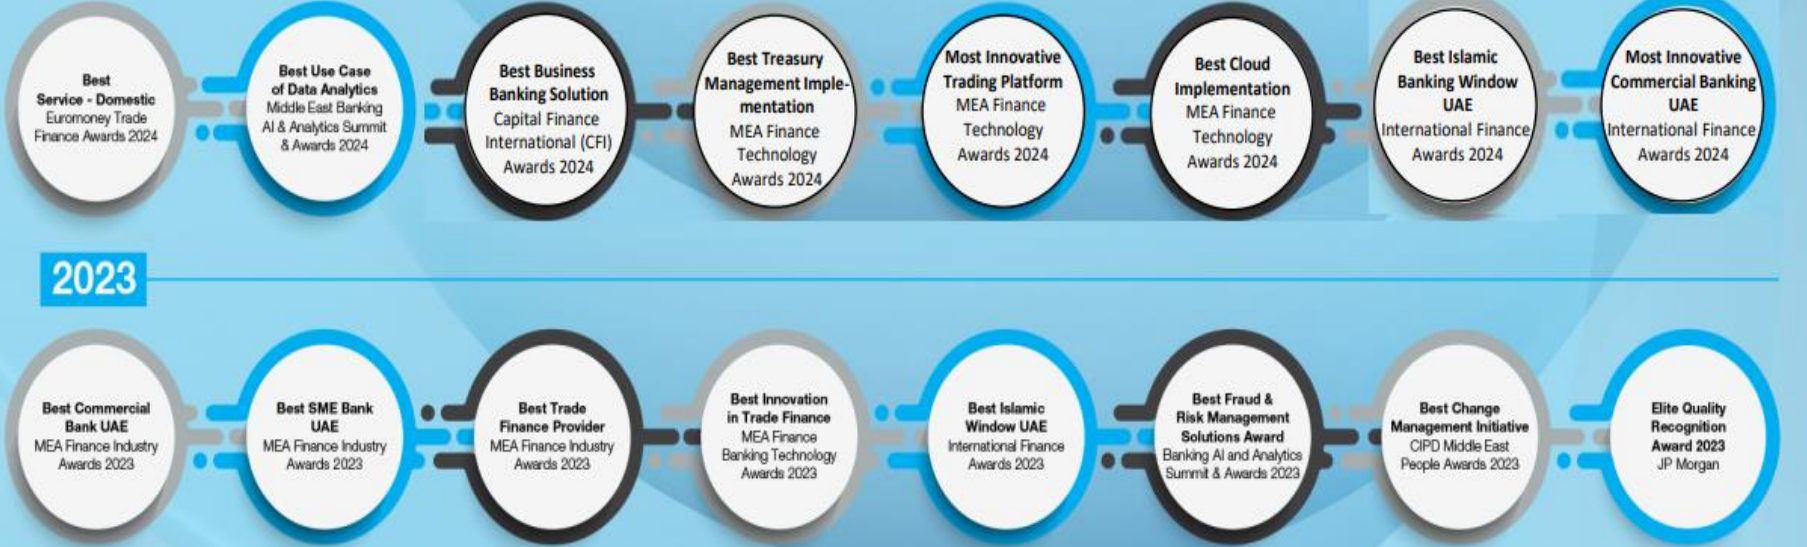 Best
Service - Domestic
Euromoney Trade
Finance Awards 2024
Best Use Case
of Data Analytics
Middle East Banking
AI & Analytics Summit
& Awards 2024
Best Business
Banking Solution
Capital Finance
International (CFI)
Awards 2024
Best Treasury
Management Imple-
mentation
MEA Finance
Technology
Awards 2024
Most Innovative
Trading Platform
MEA Finance
Technology
Awards 2024
Best Cloud
Implementation
MEA Finance
Technology
Awards 2024
Best Islamic
Banking Window
UAE
International Finance
Awards 2024
Most Innovative
Commercial Banking
UAE
International Finance
Awards 2024
2023
Best Commercial
Bank UAE
MEA Finance Industry
Awards 2023
Best SME Bank
UAE
MEA Finance Industry
Awards 2023
Best Trade
Finance Provider
MEA Finance Industry
Awards 2023
Best Innovation
in Trade Finance
MEA Finance
Banking Technology
Awards 2023
Best Islamic
Window UAE
International Finance
Awards 2023
Best Fraud &
Risk Management
Solutions Award
Banking AI and Analytics
Summit & Awards 2023
Best Change
Management Initiative
CIPD Middle East
People Awards 2023
Elite Quality
Recognition
Award 2023
JP Morgan